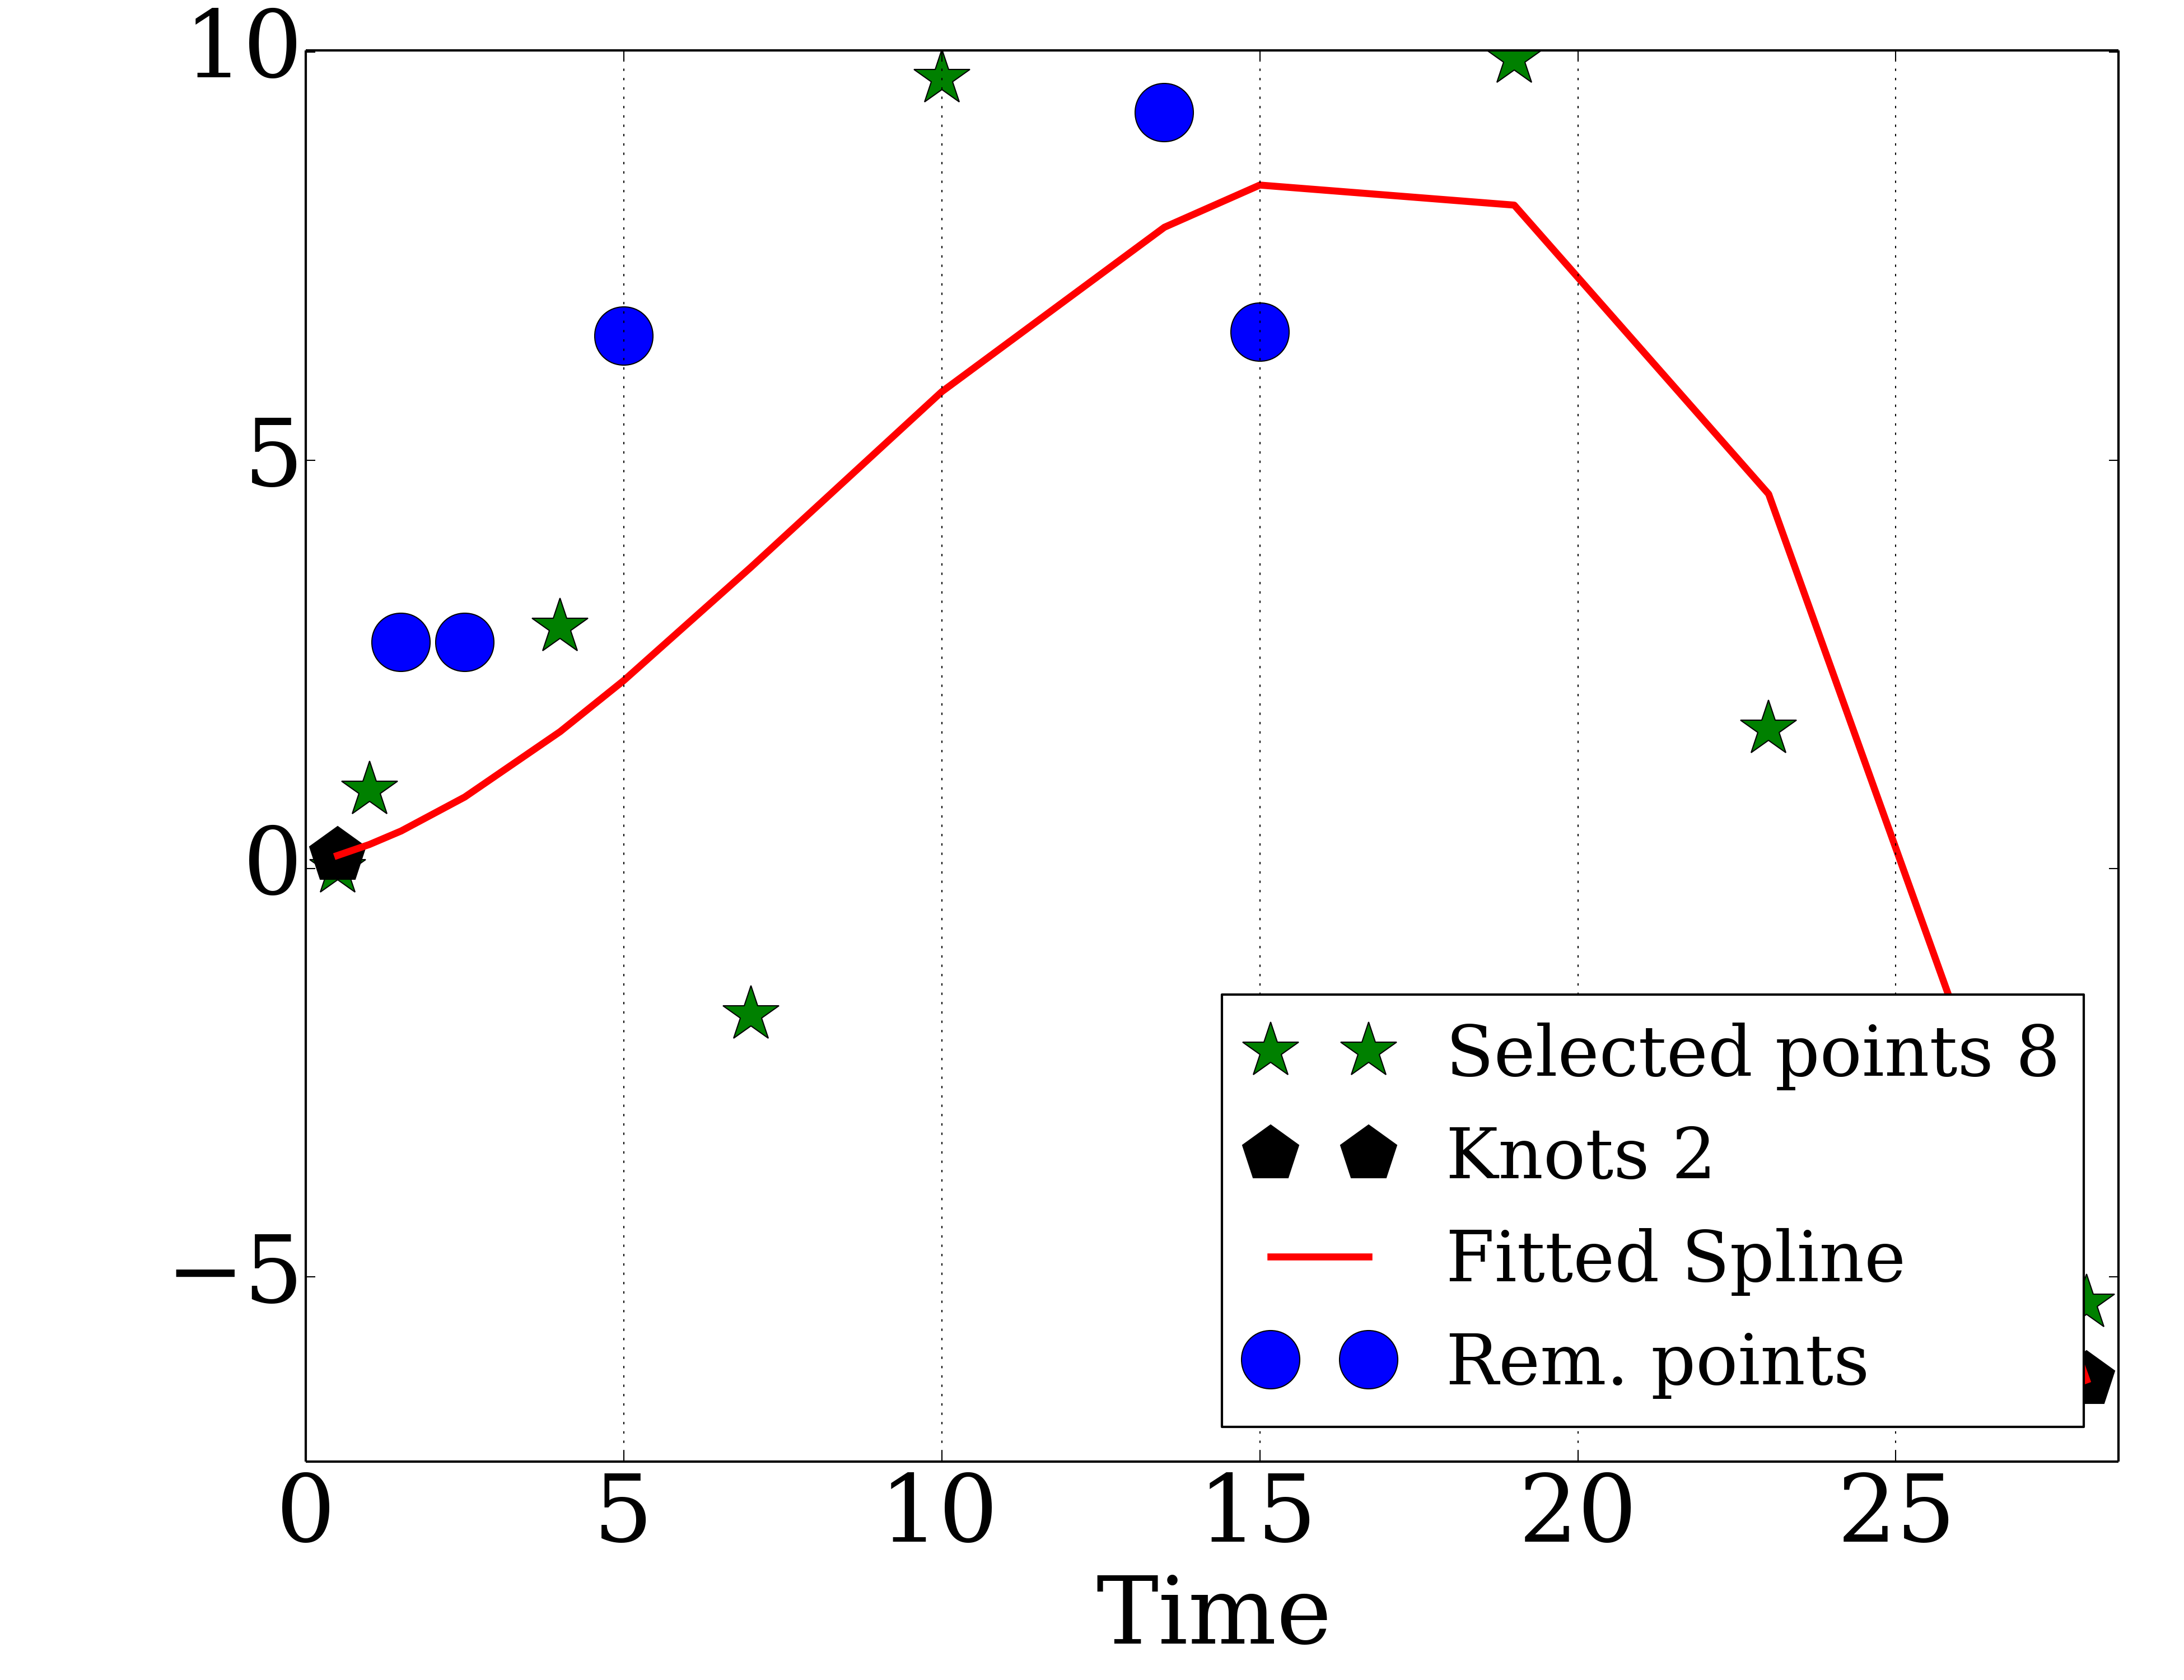 10
5
0
−5
0 5 10 15 20 25
Time
Selected points 8
Knots 2
Fitted Spline
Rem. points